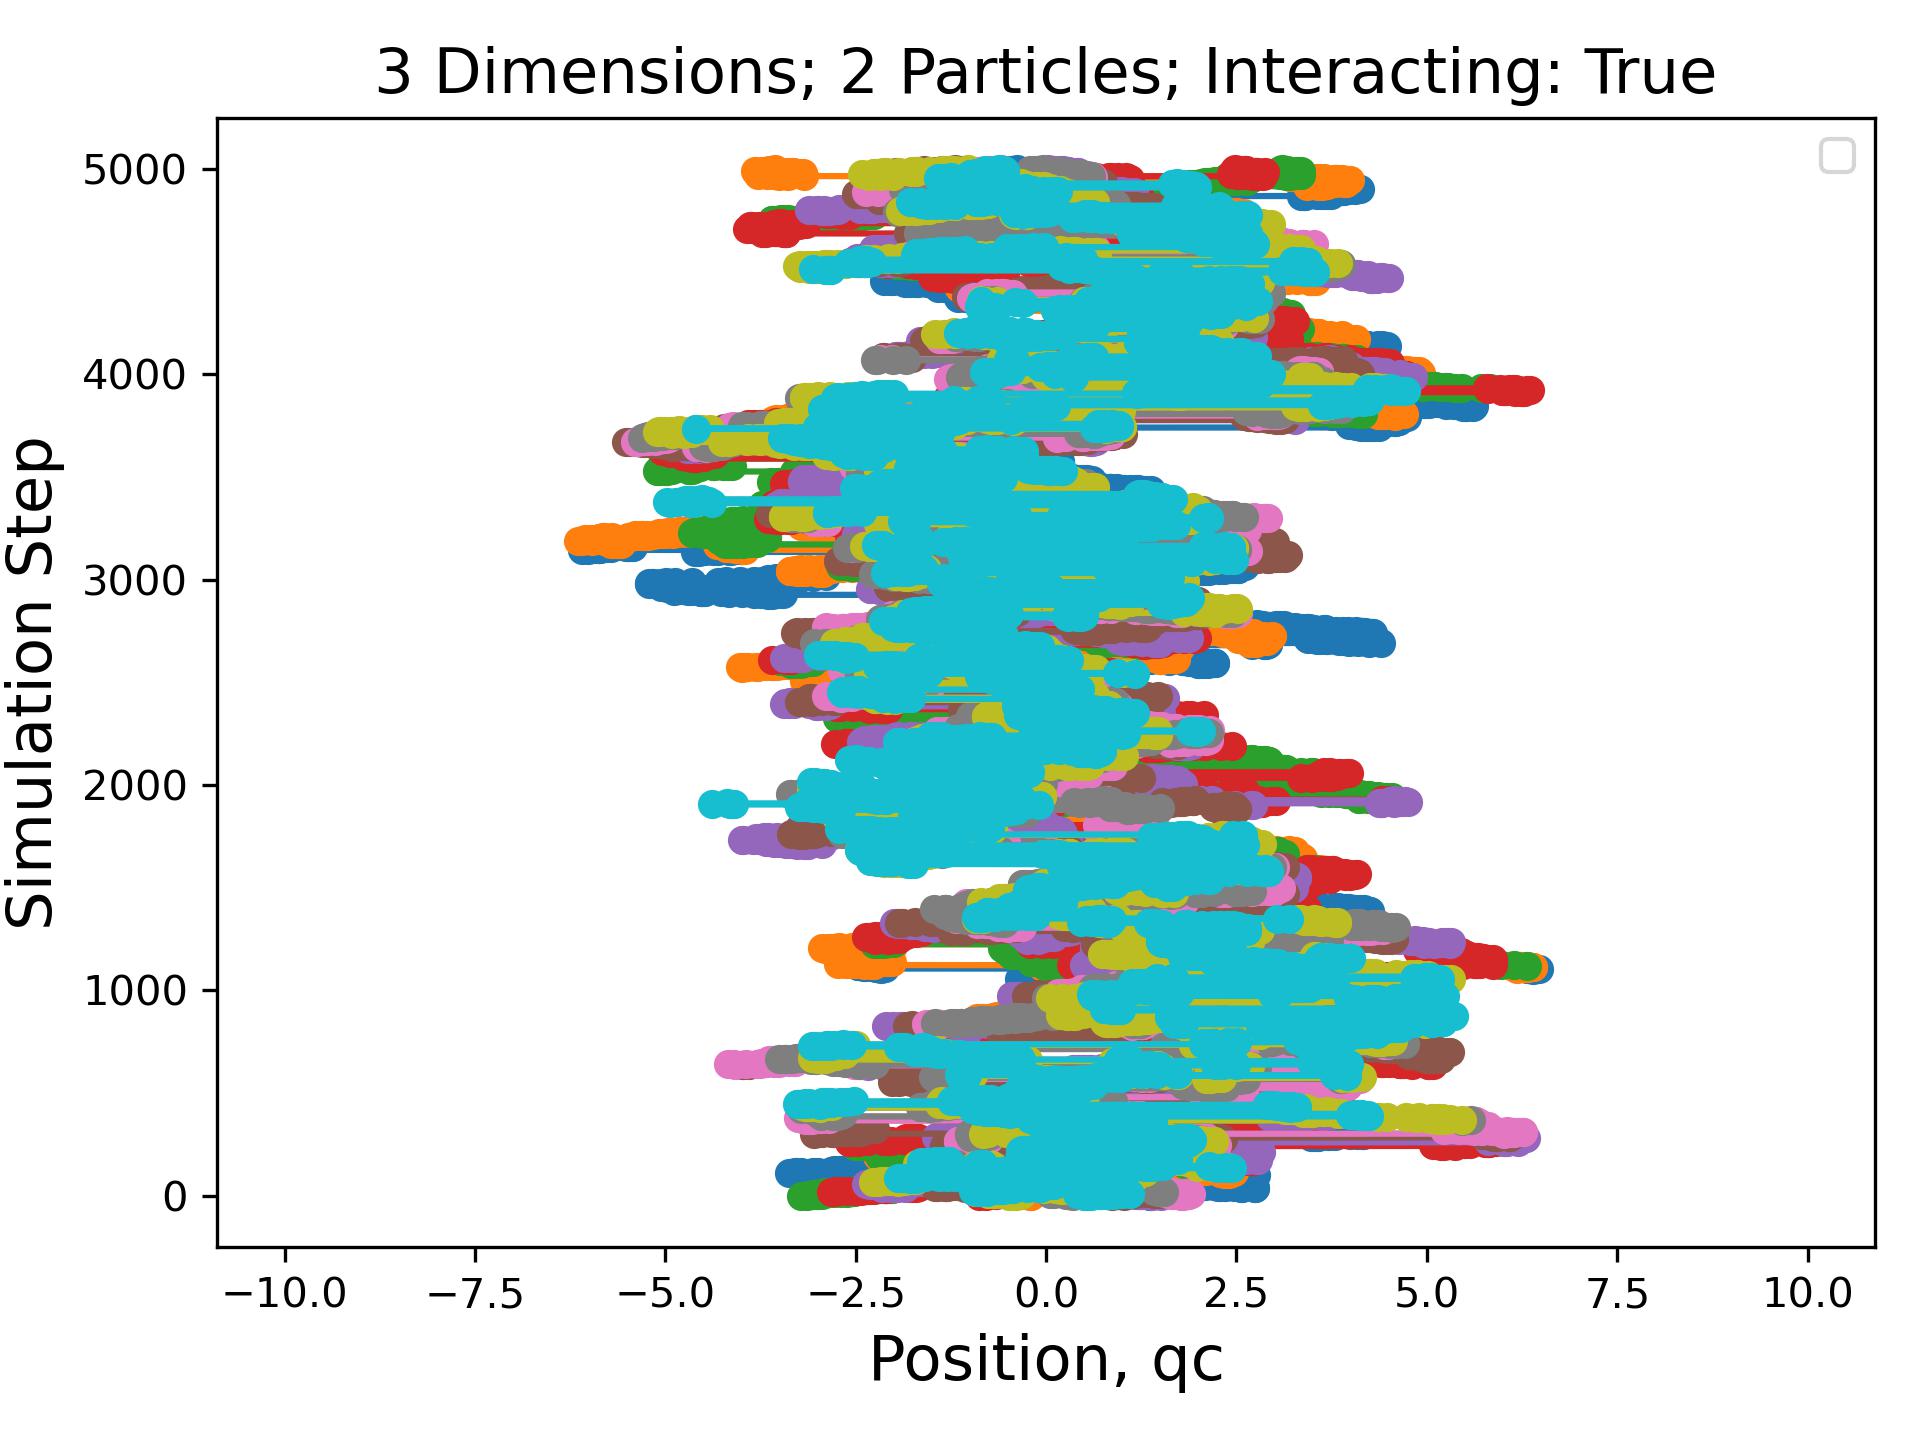 3 Dimensions; 2 Particles; Interacting: True
Simulation Step
5000
4000
3000
2000
1000
0
−10.0 −7.5 −5.0 −2.5 0.0 2.5 5.0 7.5 10.0
Position, qc